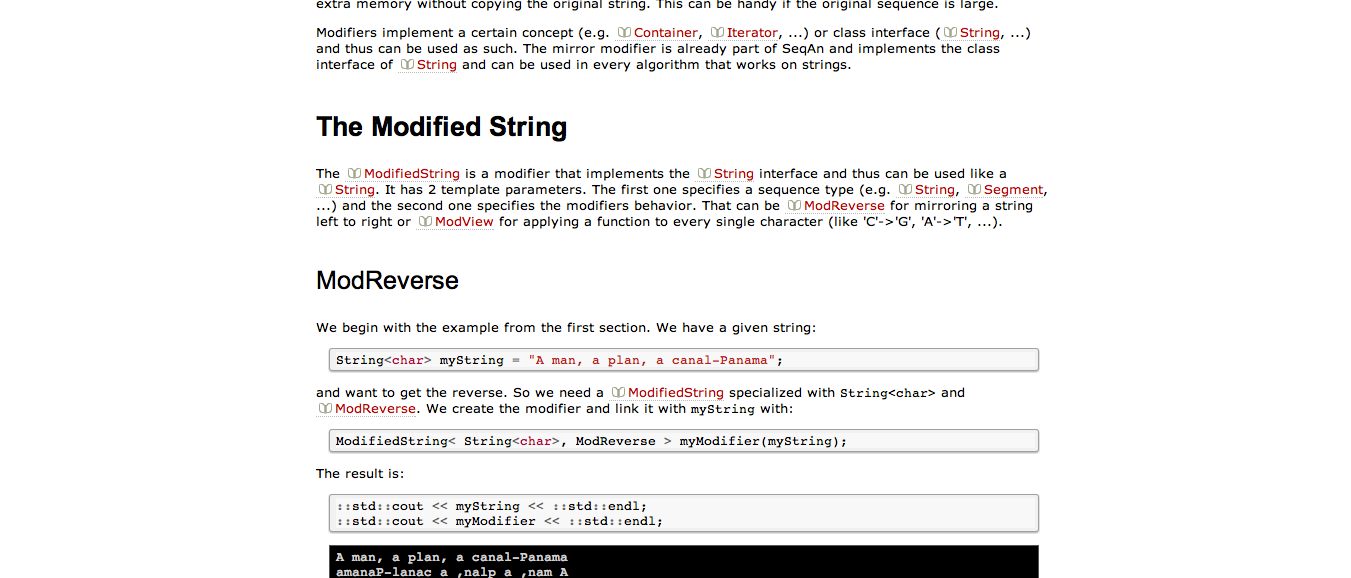 extra memory without copying the original string. This can be handy if the original sequence is large.
Modifiers implement a certain concept (e.g. Container, Iterator, ...) or class interface (String, ...)
and thus can be used as such. The mirror modifier is already part of SeqAn and implements the class
interface of String and can be used in every algorithm that works on strings.
The Modified String
The ModifiedString is a modifier that implements the String interface and thus can be used like a
String. It has 2 template parameters. The first one specifies a sequence type (e.g. String, Segment,
...) and the second one specifies the modifiers behavior. That can be ModReverse for mirroring a string
left to right or ModView for applying a function to every single character (like 'C'->'G', 'A'->'T', ...).
ModReverse
We begin with the example from the first section. We have a given string:
String<char> myString = "A man, a plan, a canal-Panama";
and want to get the reverse. So we need a ModifiedString specialized with String<char> and
ModReverse. We create the modifier and link it with myString with:
ModifiedString< String<char>, ModReverse > myModifier(myString);
The result is:
::std::cout << myString << ::std::endl;
::std::cout << myModifier << ::std::endl;
A man, a plan, a canal-Panama
amanaP-lanac a ,nalp a ,nam A